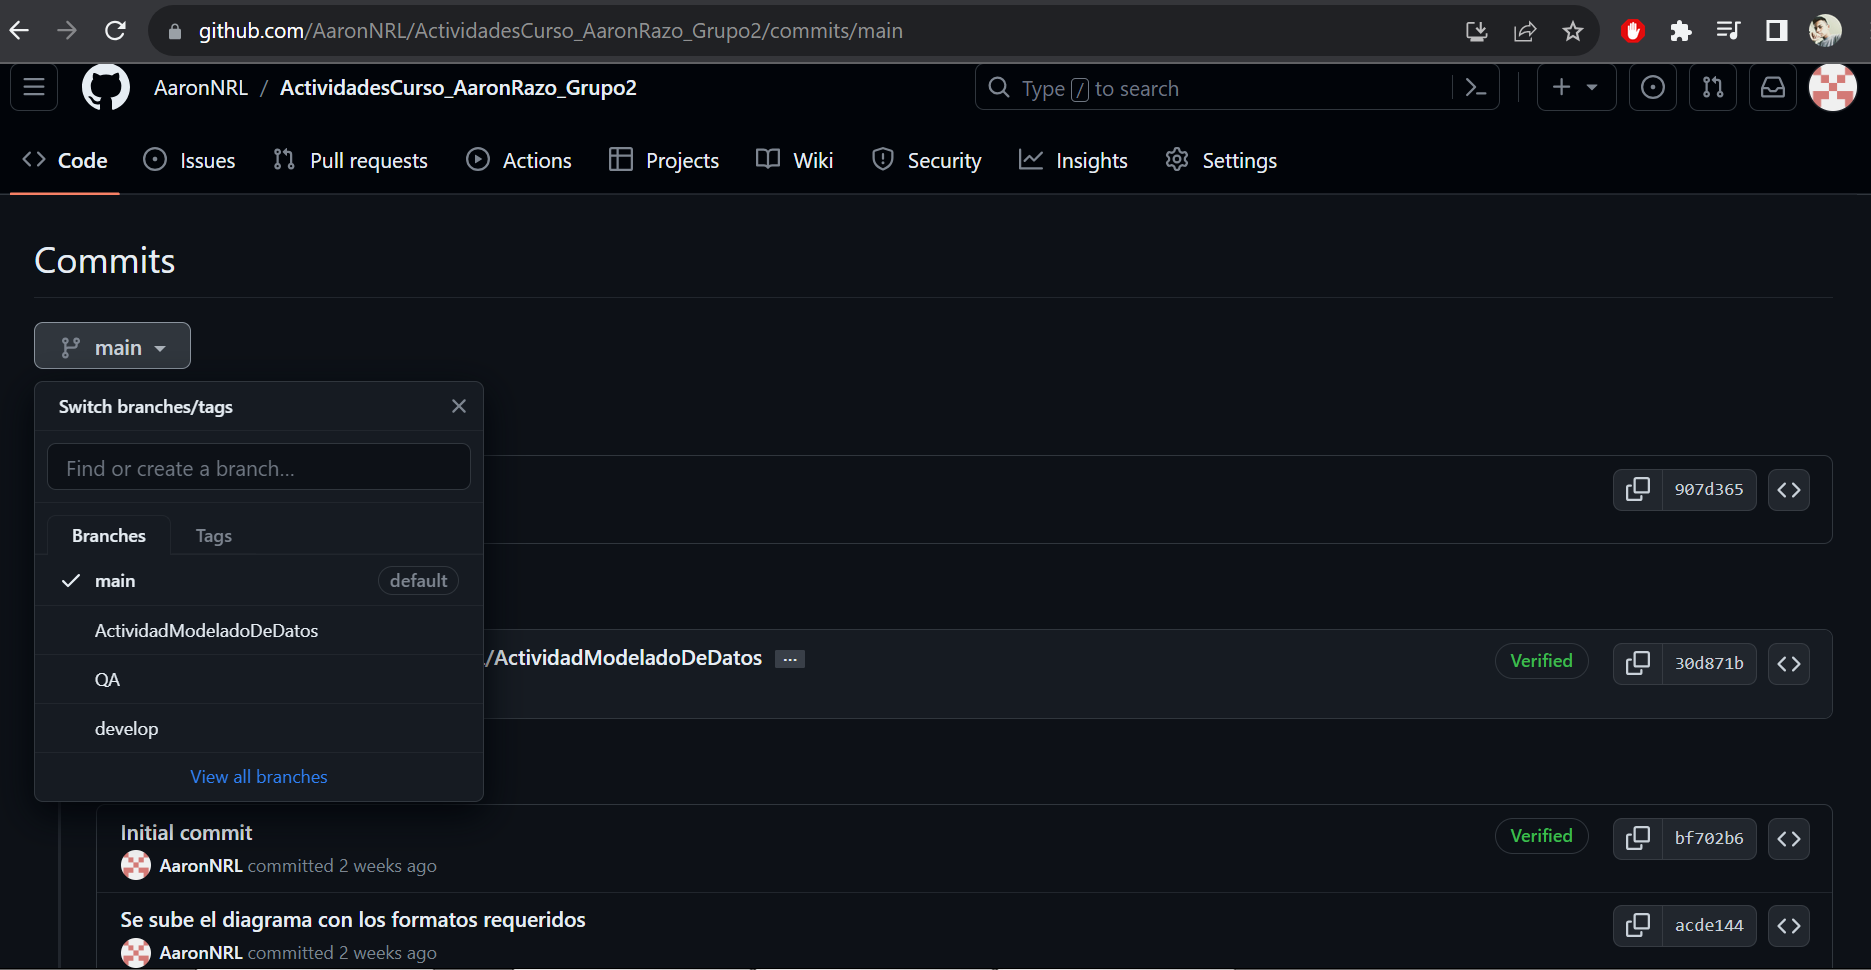 github.com/AaronNRL/ActividadesCurso_AaronRazo_Grupo2/commits/main
AaronNRL / ActividadesCurso_AaronRazo_Grupo2
Type / to search
Code Issues Pull requests Actions Projects Wiki Security Insights Settings
Commits
main
Switch branches/tags
Find or create a branch...
907d365
Branches Tags
main default
ActividadModeladoDeDatos
/ActividadModeladoDeDatos ... Verified 30d871b
QA
develop
View all branches
Initial commit Verified bf702b6
AaronNRL committed 2 weeks ago
Se sube el diagrama con los formatos requeridos acde144
AaronNRL committed 2 weeks ago